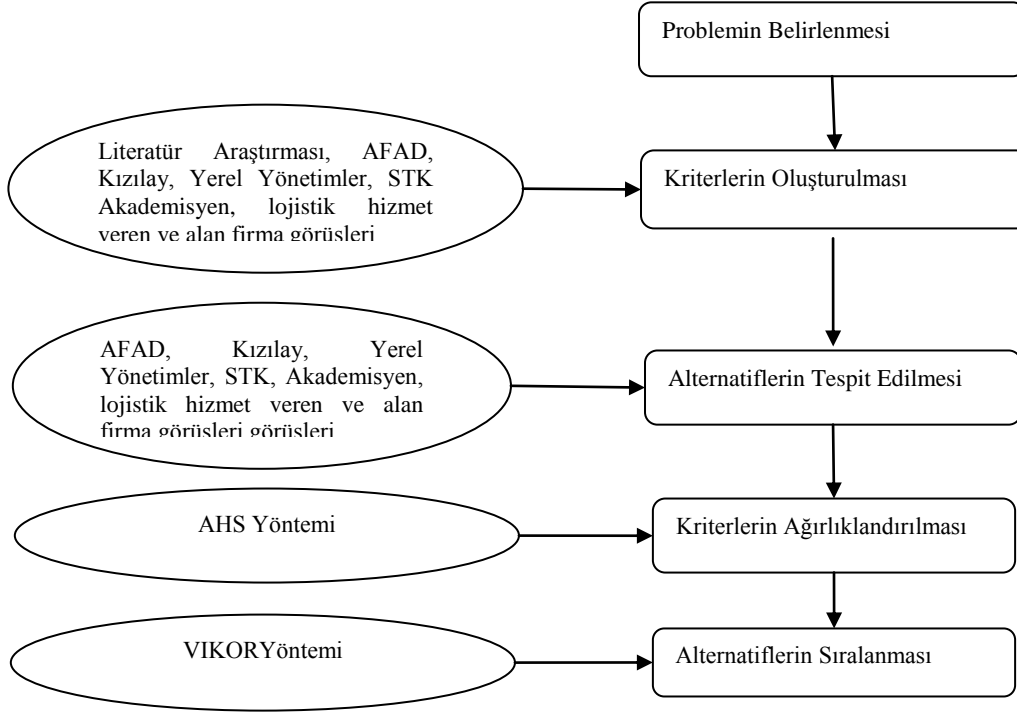 Problemin Belirlenmesi
Literatür Araştırması, AFAD,
Kızılay, Yerel Yönetimler, STK
Akademisyen, lojistik hizmet
veren ve alan firma görüşleri
Kriterlerin Oluşturulması
AFAD, Kızılay, Yerel
Yönetimler, STK, Akademisyen,
lojistik hizmet veren ve alan
firma görüşleri görüşleri
Alternatiflerin Tespit Edilmesi
AHS Yöntemi
Kriterlerin Ağırlıklandırılması
VIKORYöntemi
Alternatiflerin Sıralanması